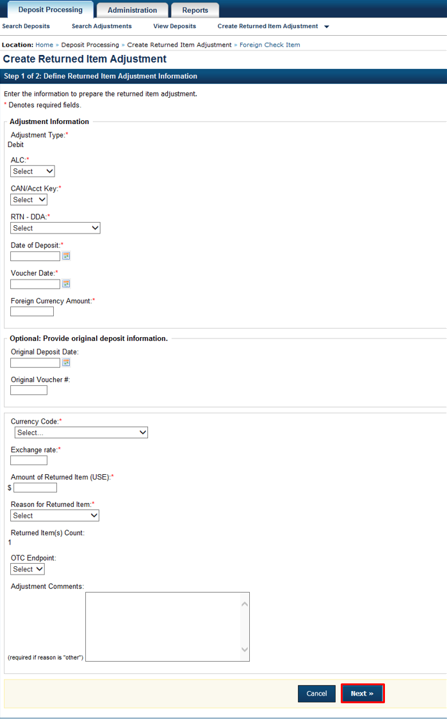 Deposit Processing Administration Reports
Search Deposits Search Adjustments View Deposits Create Returned Item Adjustment
Location: Home » Deposit Processing » Create Returned Item Adjustment » Foreign Check Item
Create Returned Item Adjustment
Step 1 of 2: Define Returned Item Adjustment Information
Enter the information to prepare the returned item adjustment.
* Denotes required fields.
Adjustment Information
Adjustment Type:*
Debit
ALC:*
Select
CAN/Acct Key:*
Select
RTN - DDA:*
Select
Date of Deposit:*
Voucher Date:*
Foreign Currency Amount:*
Optional: Provide original deposit information.
Original Deposit Date:
Original Voucher #:
Currency Code:*
Select...
Exchange rate:*
Amount of Returned Item (USE):*
$
Reason for Returned Item:*
Select
Returned Item(s) Count:
1
OTC Endpoint:
Select
Adjustment Comments:
(required if reason is "other")
Cancel Next »